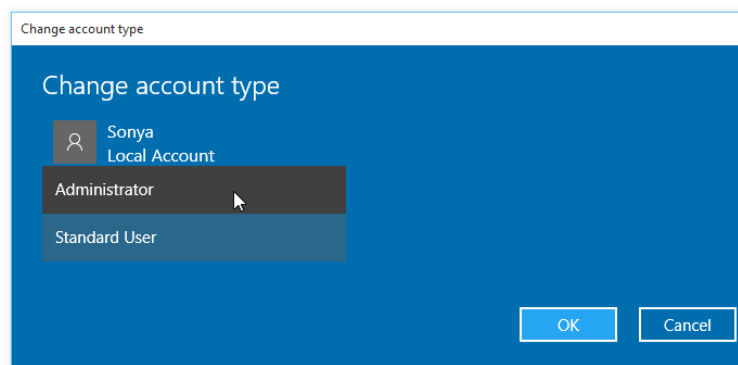 Change account type
Change account type
Sonya
Local Account
Administrator
Standard User
OK
Cancel